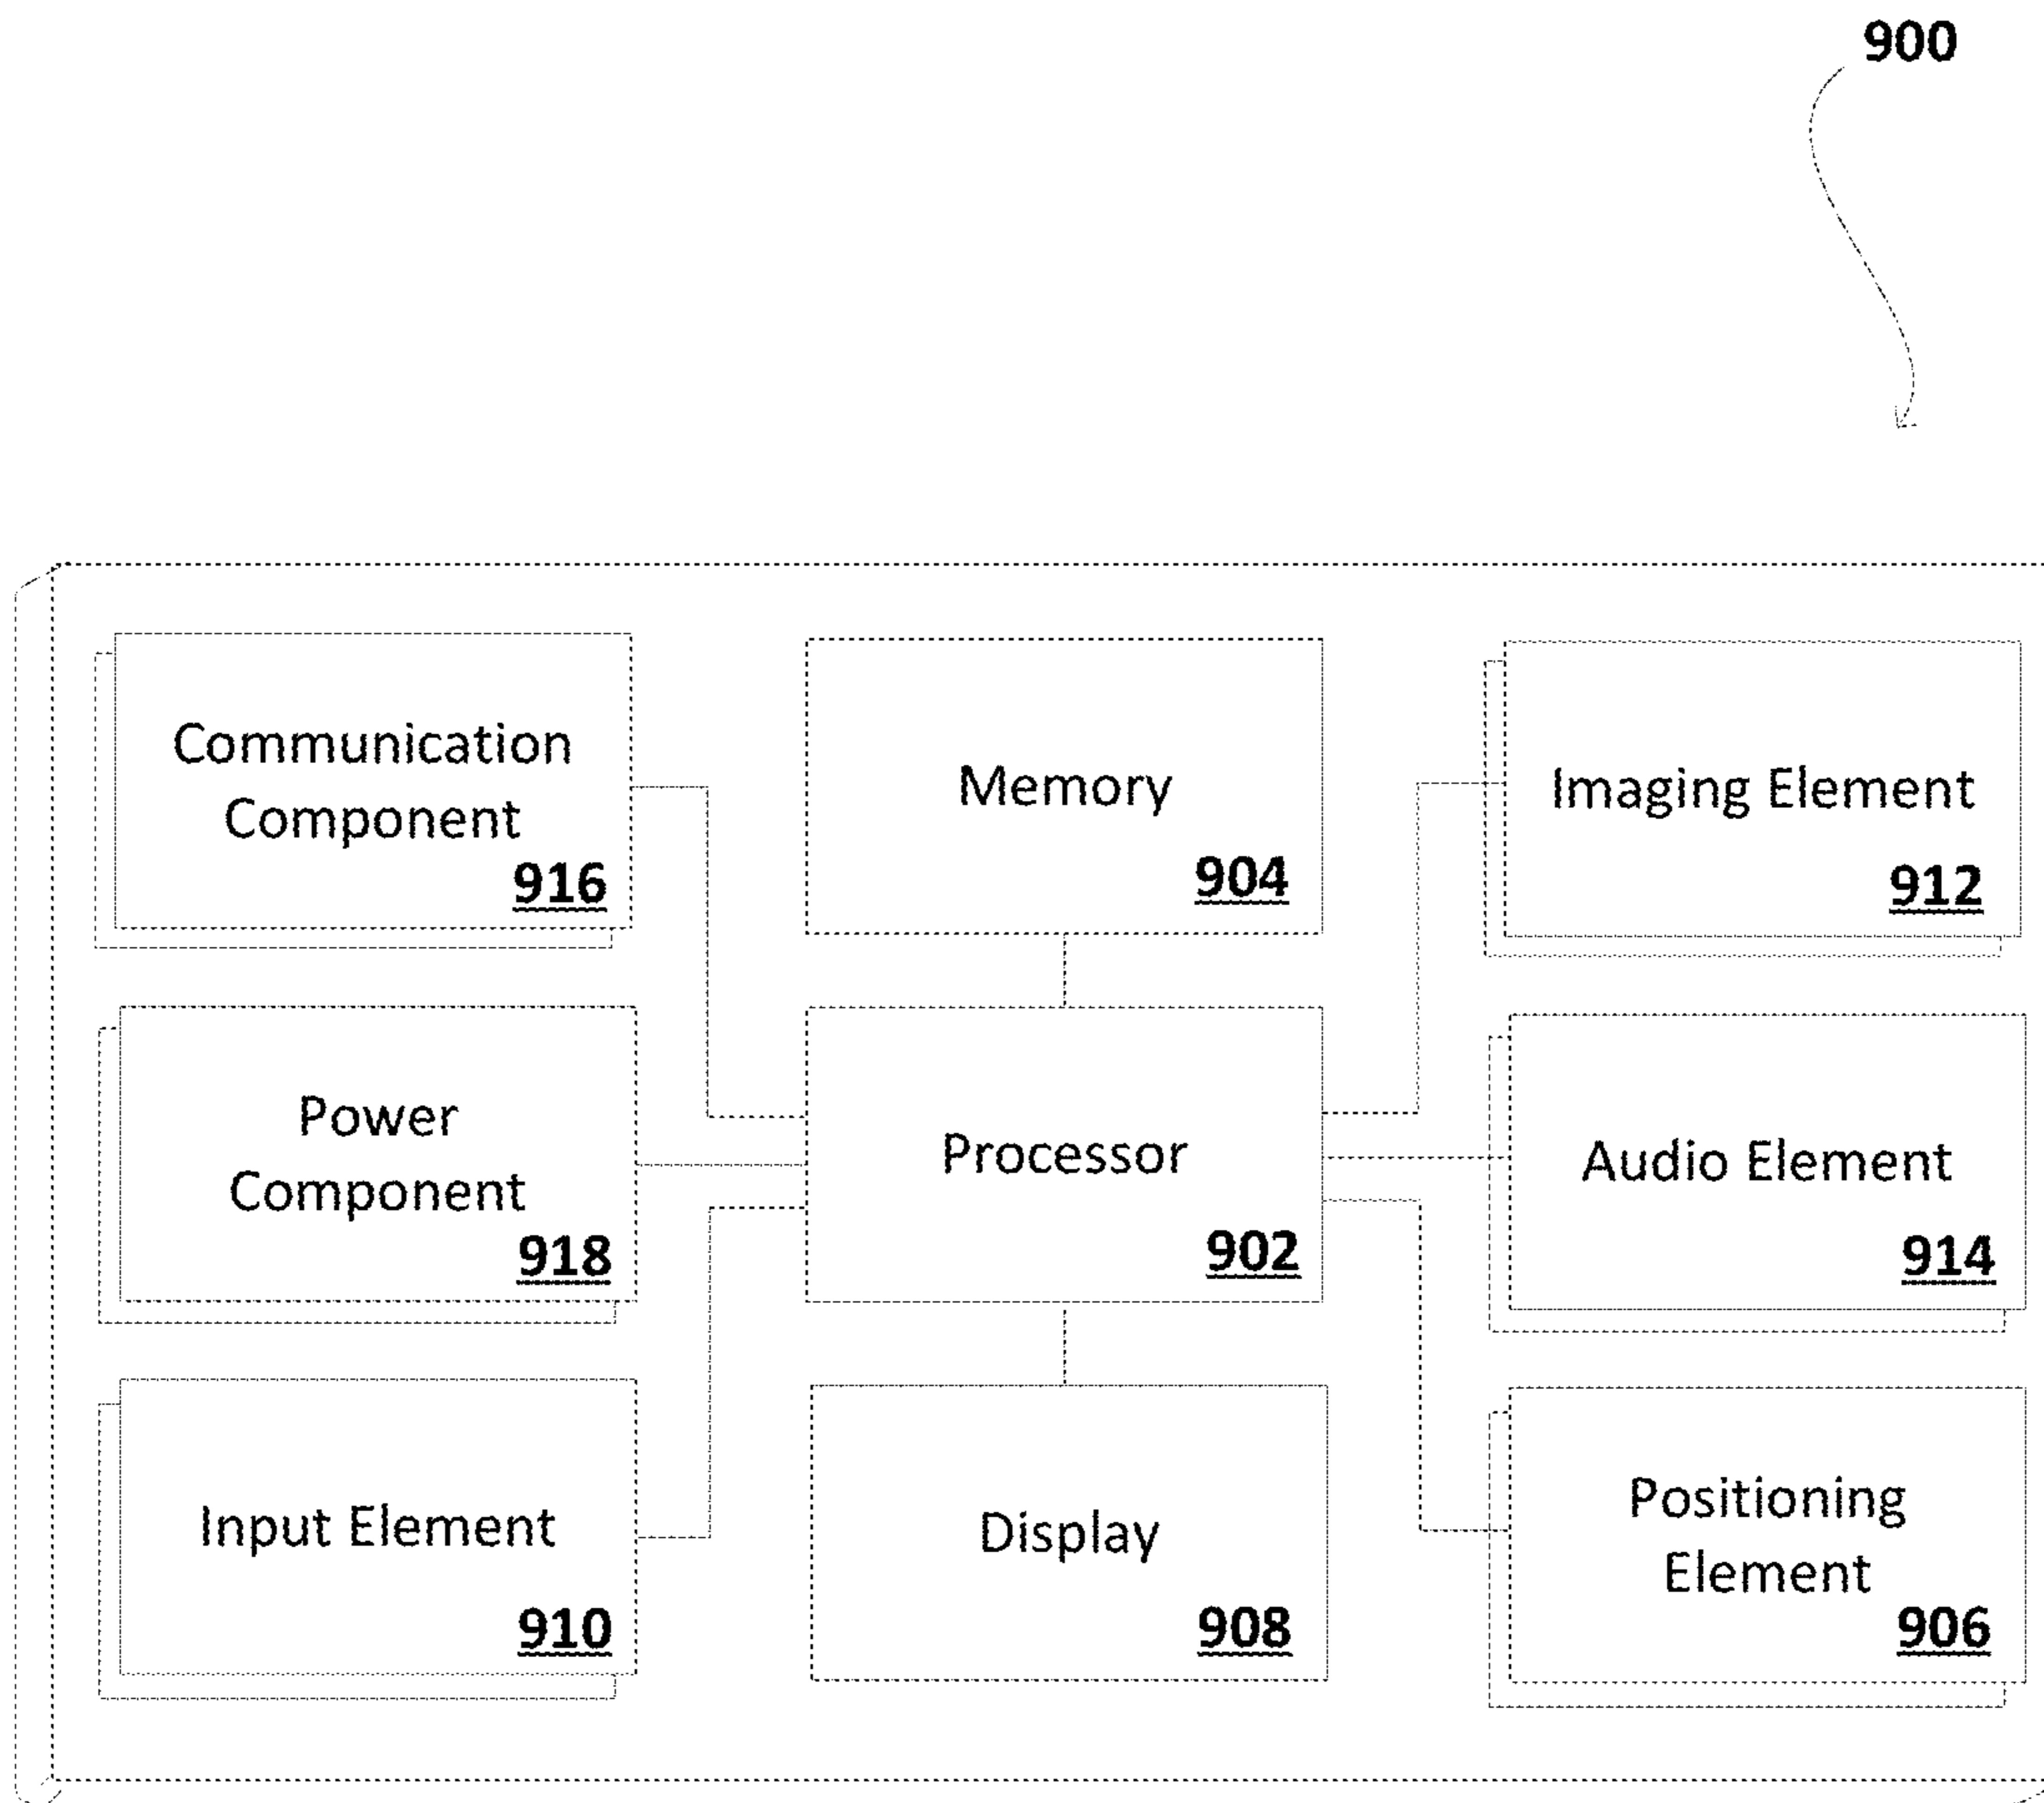 900
Communication
Component
916
Memory
904
Imaging Element
912
Power
Component
918
Processor
902
Audio Element
914
Input Element
910
Display
908
Positioning
Element
906